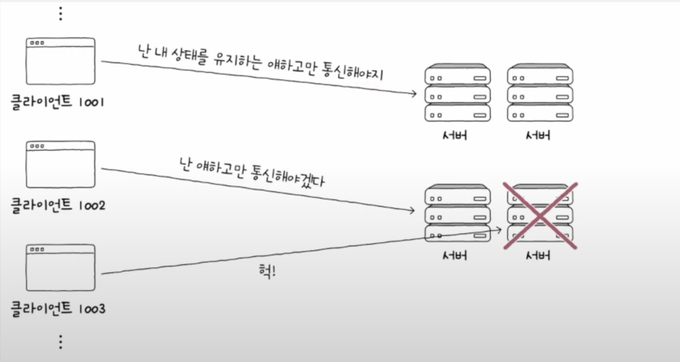 난 내 상태를 유지하는 애하고만 통신해야지
클라이언트 1001
서버
서버
난 얘하고만 통신해야겠다
클라이언트 1002
서버
서버
헉!
클라이언트 1003